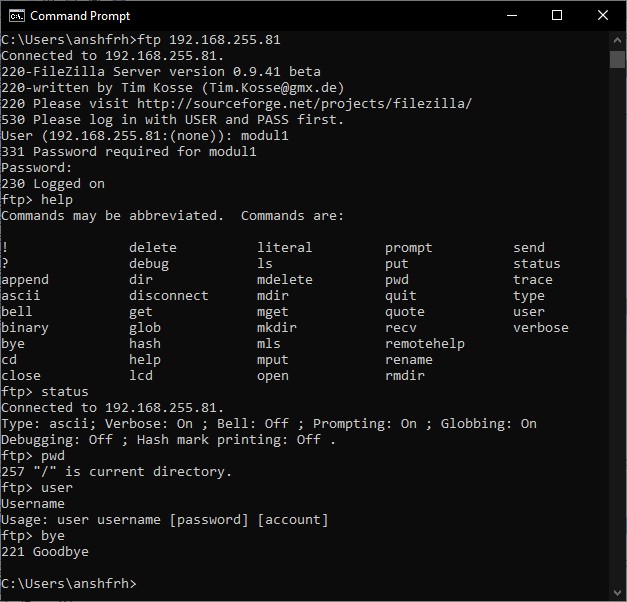 Command Prompt
C:\Users\anshfrh>ftp 192.168.255.81
Connected to 192.168.255.81.
220-FileZilla Server version 0.9.41 beta
220-written by Tim Kosse (Tim.Kosse@gmx.de)
220 Please visit http://sourceforge.net/projects/filezilla/
530 Please log in with USER and PASS first.
User (192.168.255.81:(none)): modul1
331 Password required for modul1
Password:
230 Logged on
ftp> help
Commands may be abbreviated.  Commands are:
!               delete          literal         prompt          send
?               debug           ls              put             status
append          dir             mdelete         pwd             trace
ascii           disconnect      mdir            quit            type
bell            get             mget            quote           user
binary          glob            mkdir           recv            verbose
bye             hash            mls             remotehelp
cd              help            mput            rename
close           lcd             open            rmdir
ftp> status
Connected to 192.168.255.81.
Type: ascii; Verbose: On ; Bell: Off ; Prompting: On ; Globbing: On
Debugging: Off ; Hash mark printing: Off .
ftp> pwd
257 "/" is current directory.
ftp> user
Username
Usage: user username [password] [account]
ftp> bye
221 Goodbye
C:\Users\anshfrh>